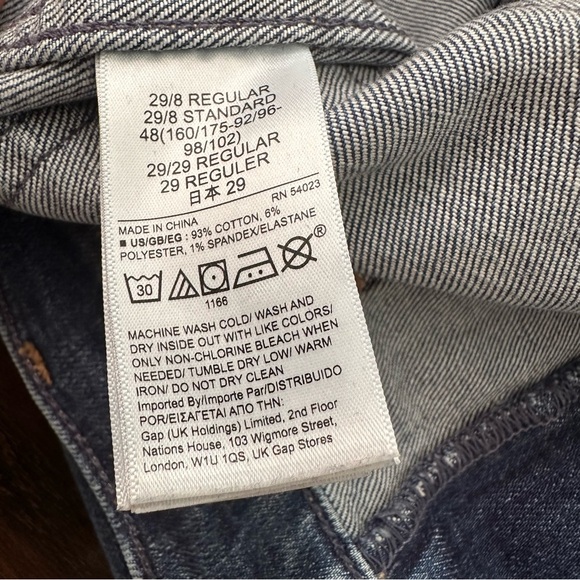 29/8 REGULAR
29/8 STANDARD
48(160/175-92/96-
98/102)
29/29 REGULAR
29 REGULER
日本 29
RN 54023
MADE IN CHINA
■ US/GB/EG : 93% COTTON, 6%
POLYESTER, 1% SPANDEX/ELASTANE
30
®
1166
MACHINE WASH COLD/ WASH AND
DRY INSIDE OUT WITH LIKE COLORS/
ONLY NON-CHLORINE BLEACH WHEN
NEEDED/ TUMBLE DRY LOW/ WARM
IRON/ DO NOT DRY CLEAN
Imported By/Importe Par/DISTRIBUIDO
POR/ΕΙΣΑΓΕΤΑΙ ΑΠΟ ΤΗΝ:
Gap (UK Holdings) Limited, 2nd Floor
Nations House, 103 Wigmore Street,
London, W1U 1QS, UK Gap Stores